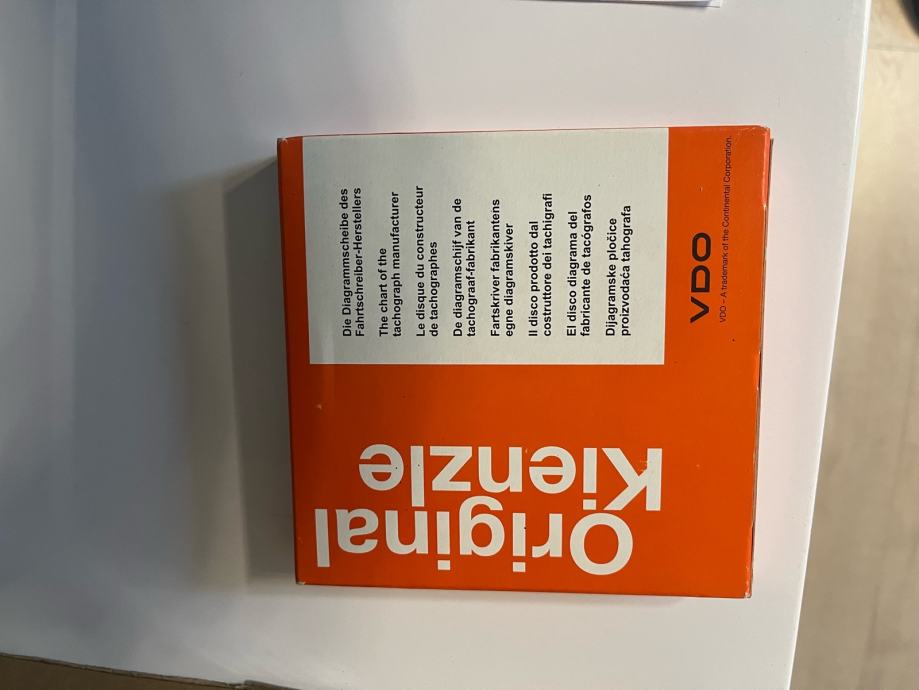 Original
Kienzle
Die Diagrammscheibe des
Fahrtschreiber-Herstellers
The chart of the
tachograph manufacturer
Le disque du constructeur
de tachographes
De diagramschijf van de
tachograaf-fabrikant
Fartskriver fabrikantens
egne diagramskiver
Il disco prodotto dal
costruttore dei tachigrafi
El disco diagrama del
fabricante de tacógrafos
Dijagramske pločice
proizvođača tahografa
VDO
VDO – A trademark of the Continental Corporation.